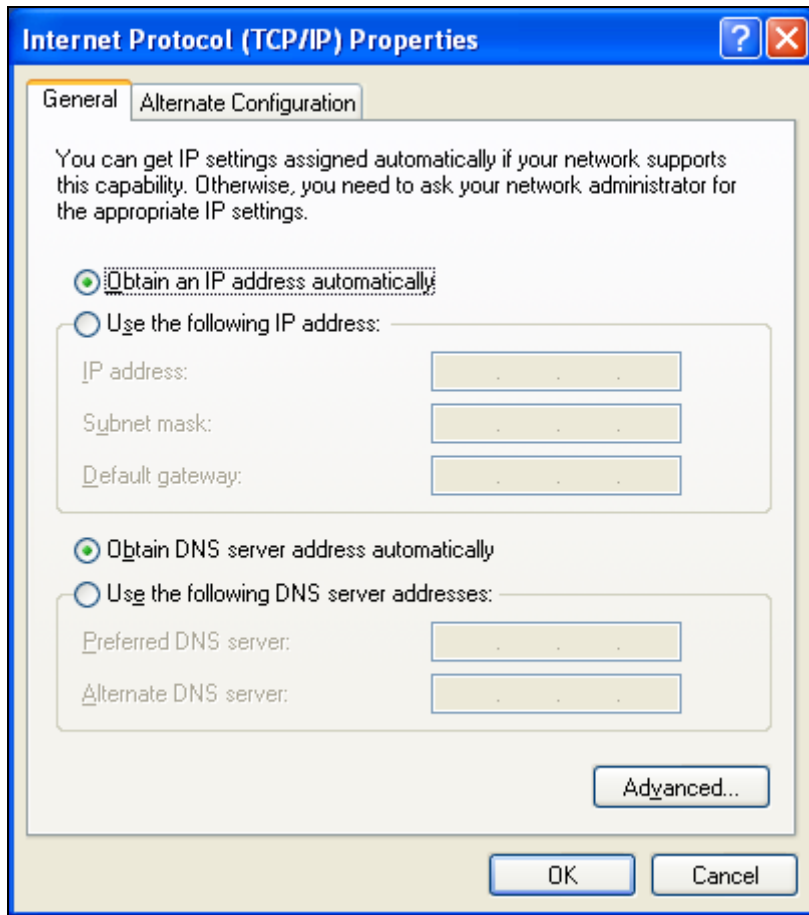 Internet Protocol (TCP/IP) Properties
General
Alternate Configuration
You can get IP settings assigned automatically if your network supports
this capability. Otherwise, you need to ask your network administrator for
the appropriate IP settings.
Obtain an IP address automatically
Use the following IP address:
IP address:
Subnet mask:
Default gateway:
Obtain DNS server address automatically
Use the following DNS server addresses:
Preferred DNS server:
Alternate DNS server:
Advanced...
OK
Cancel